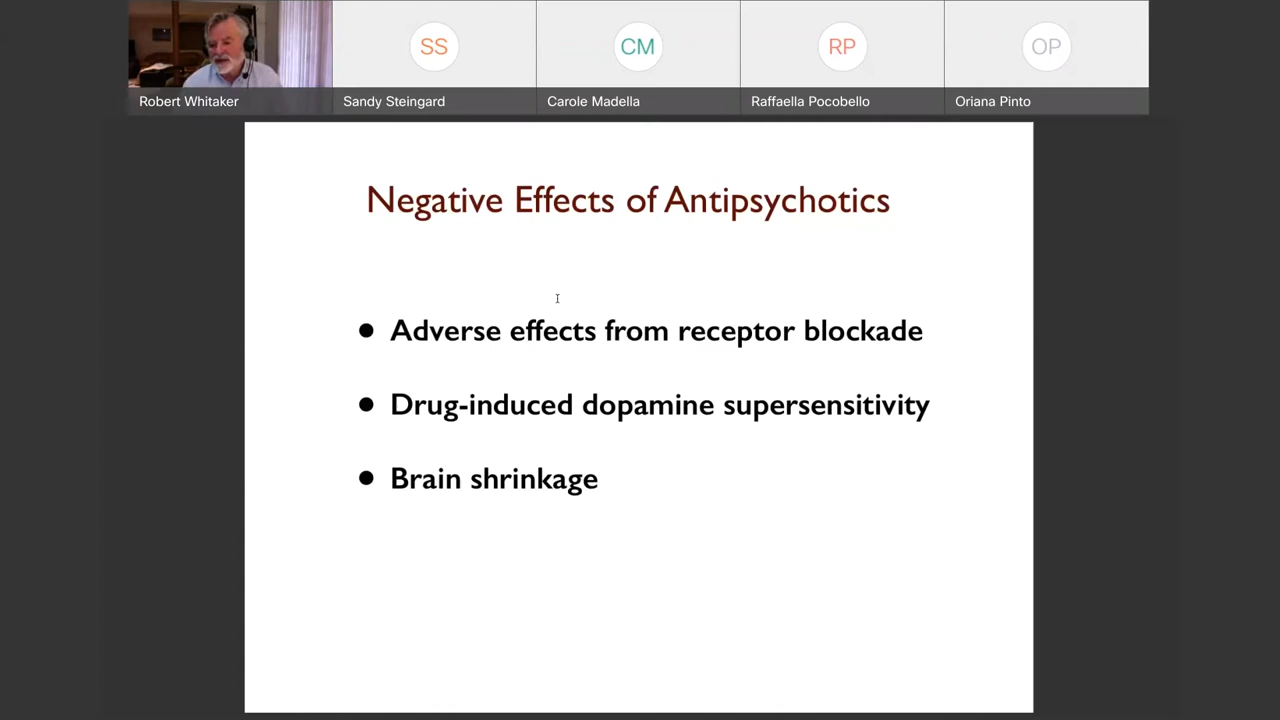 SS
CM
RP
OP
Robert Whitaker
Sandy Steingard
Carole Madella
Raffaella Pocobello
Oriana Pinto
Negative Effects of Antipsychotics
● Adverse effects from receptor blockade
● Drug-induced dopamine supersensitivity
● Brain shrinkage